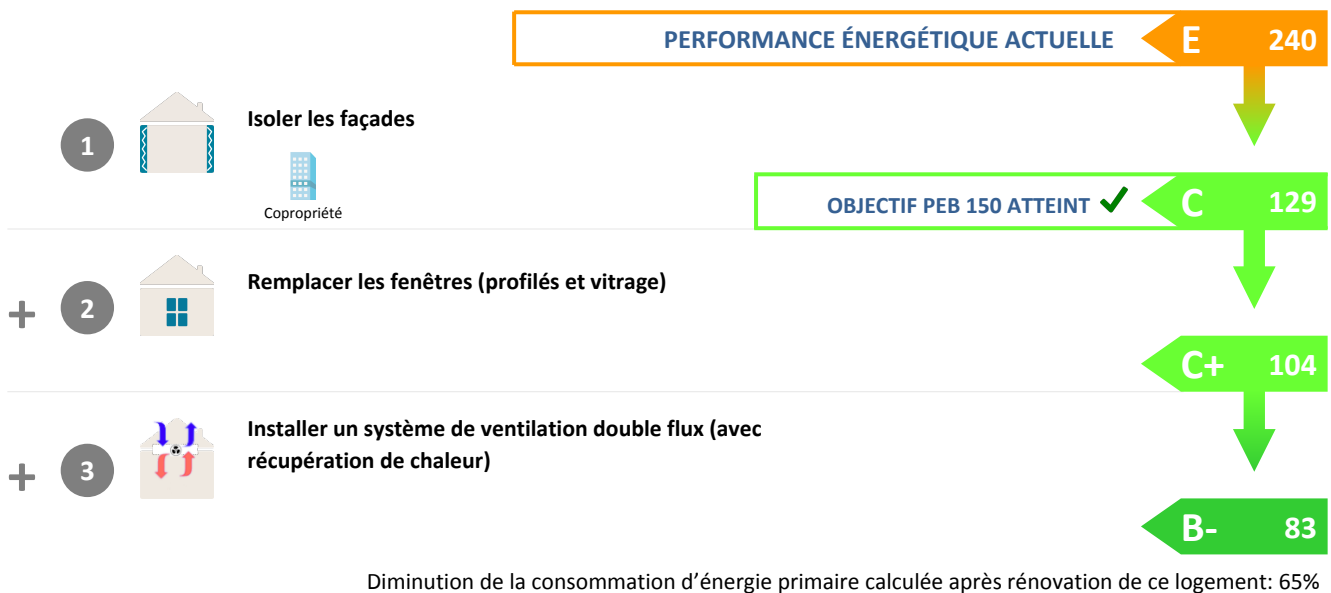 PERFORMANCE ÉNERGÉTIQUE ACTUELLE E 240
1 Isoler les façades
Copropriété
OBJECTIF PEB 150 ATTEINT ✔ C 129
+ 2 Remplacer les fenêtres (profilés et vitrage)
C+ 104
+ 3 Installer un système de ventilation double flux (avec
récupération de chaleur)
B- 83
Diminution de la consommation d’énergie primaire calculée après rénovation de ce logement: 65%